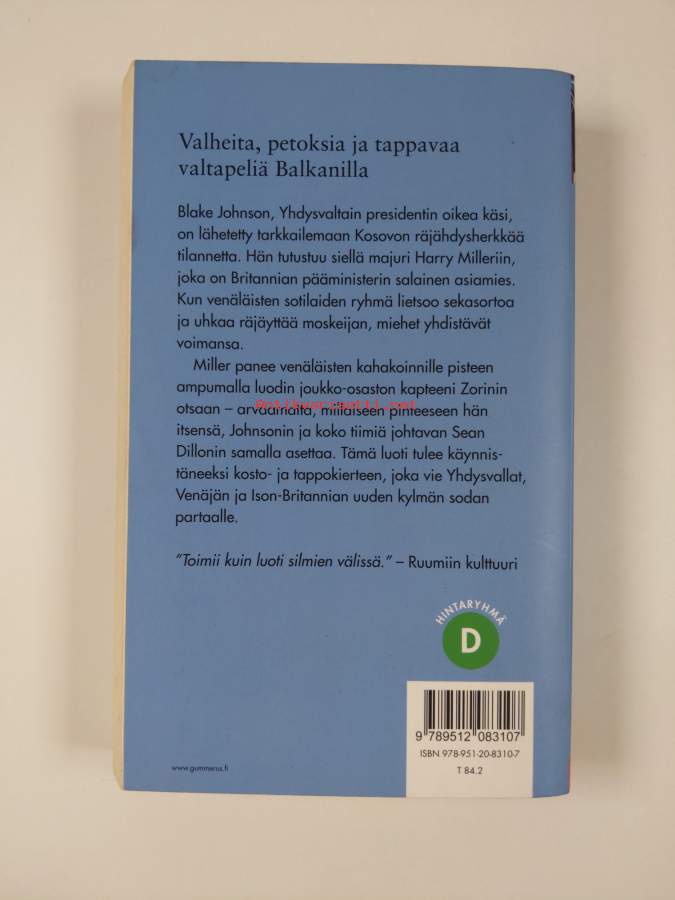 Valheita, petoksia ja tappavaa
valtapeliä Balkanilla
Blake Johnson, Yhdysvaltain presidentin oikea käsi,
on lähetetty tarkkailemaan Kosovon räjähdysherkkää
tilannetta. Hän tutustuu siellä majuri Harry Milleriin,
joka on Britannian pääministerin salainen asiamies.
Kun venäläisten sotilaiden ryhmä lietsoo sekasortoa
ja uhkaa räjäyttää moskeijan, miehet yhdistävät
voimansa.
Miller panee venäläisten kahakoinnille pisteen
ampumalla luodin joukko-osaston kapteeni Zorinin
Antikvariaatti.net
otsaan – arvaamatta, millaiseen pinteeseen hän
itsensä, Johnsonin ja koko tiimiä johtavan Sean
Dillonin samalla asettaa. Tämä luoti tulee käynnis-
täneeksi kosto- ja tappokierteen, joka vie Yhdysvallat,
Venäjän ja Ison-Britannian uuden kylmän sodan
partaalle.
"Toimii kuin luoti silmien välissä." – Ruumiin kulttuuri
HINTARYHMÄ
D
9 789512 083107
ISBN 978-951-20-8310-7
T 84.2
www.gummerus.fi